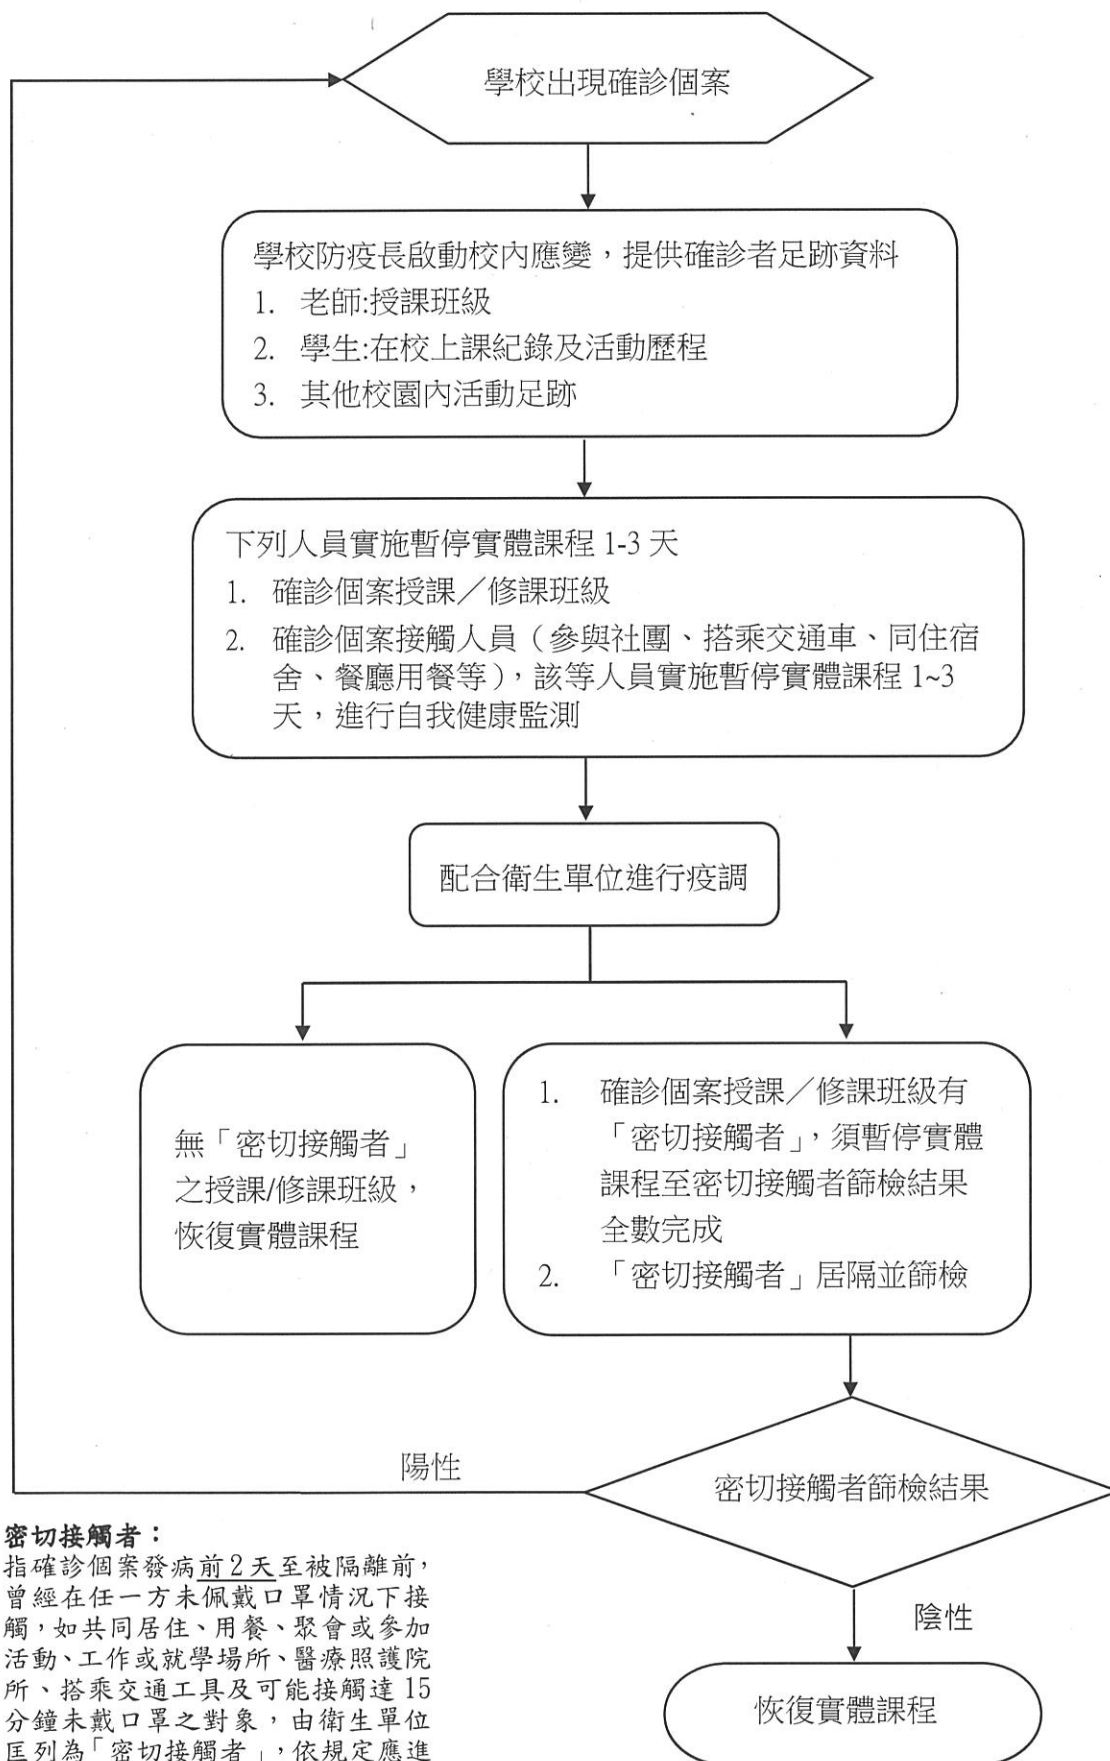 學校出現確診個案
學校防疫長啟動校內應變，提供確診者足跡資料
1. 老師:授課班級
2. 學生:在校上課紀錄及活動歷程
3. 其他校園內活動足跡
下列人員實施暫停實體課程 1-3 天
1. 確診個案授課／修課班級
2. 確診個案接觸人員（參與社團、搭乘交通車、同住宿
舍、餐廳用餐等），該等人員實施暫停實體課程 1~3
天，進行自我健康監測
配合衛生單位進行疫調
無「密切接觸者」
之授課/修課班級，
恢復實體課程
1. 確診個案授課／修課班級有
「密切接觸者」，須暫停實體
課程至密切接觸者篩檢結果
全數完成
2. 「密切接觸者」居隔並篩檢
陽性
密切接觸者篩檢結果
陰性
恢復實體課程
密切接觸者：
指確診個案發病前2天至被隔離前，
曾經在任一方未佩戴口罩情況下接
觸，如共同居住、用餐、聚會或參加
活動、工作或就學場所、醫療照護院
所、搭乘交通工具及可能接觸達 15
分鐘未戴口罩之對象，由衛生單位
匡列為「密切接觸者」，依規定應進